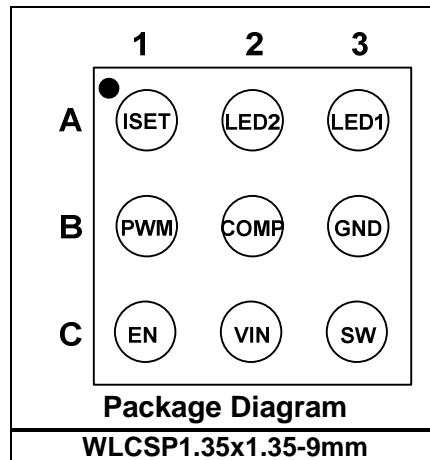 1 2 3
A ISET LED2 LED1
B PWM COMP GND
C EN VIN SW
Package Diagram
WLCSP1.35x1.35-9mm